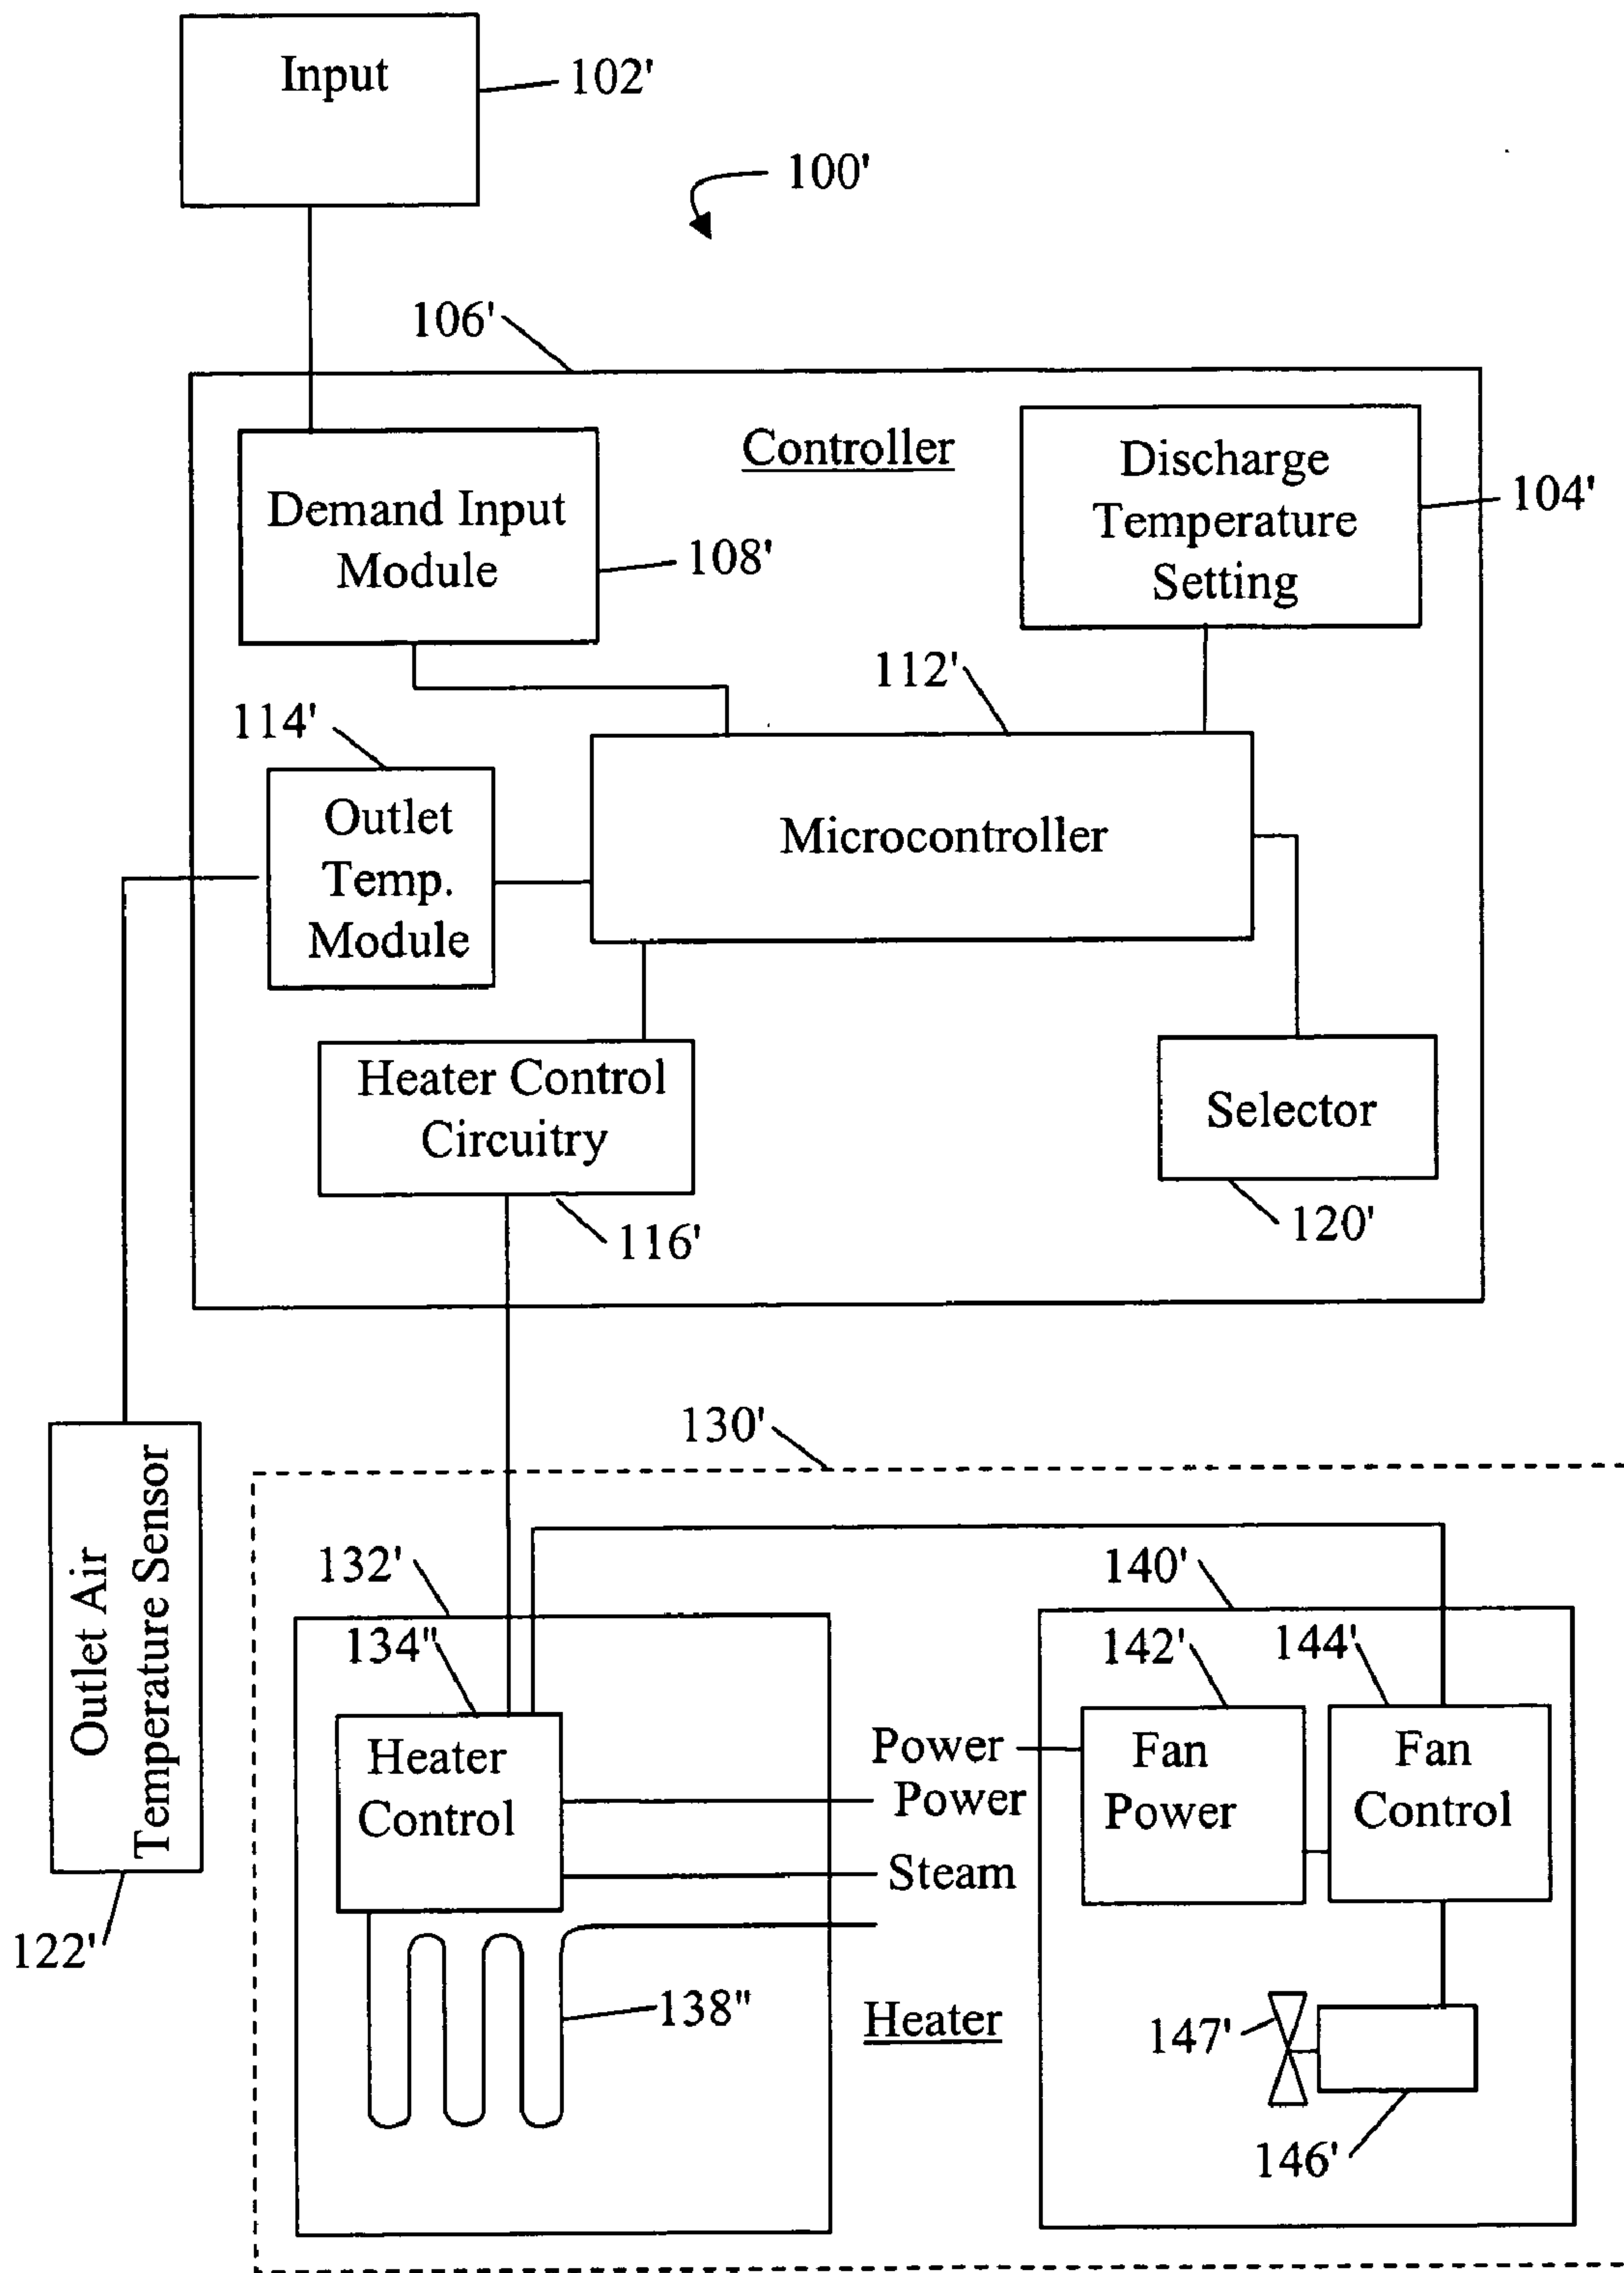 Input
102'
100'
106'
Controller
Demand Input
Module
108'
Discharge
Temperature
Setting
104'
112'
114'
Outlet
Temp.
Module
Microcontroller
Heater Control
Circuitry
116'
Selector
120'
130'
Outlet Air
Temperature Sensor
122'
132'
134"
Heater
Control
Power
Power
Steam
138"
Heater
140'
142'
144'
Fan
Power
Fan
Control
147'
146'